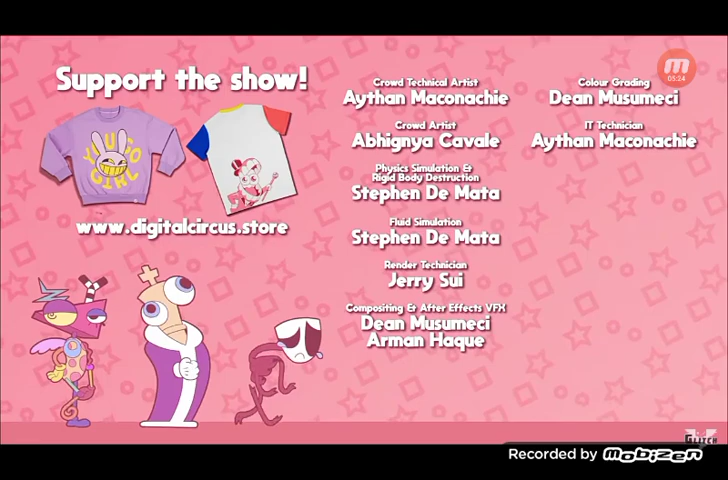 Support the show!
YOU GO
GIRL
www.digitalcircus.store
Crowd Technical Artist
Aythan Maconachie
Crowd Artist
Abhignya Cavale
Physics Simulation &
Rigid Body Destruction
Stephen De Mata
Fluid Simulation
Stephen De Mata
Render Technician
Jerry Sui
Compositing & After Effects VFX
Dean Musumeci
Arman Haque
Colour Grading
Dean Musumeci
IT Technician
Aythan Maconachie
05:24
GLITCH
Recorded by mobizen